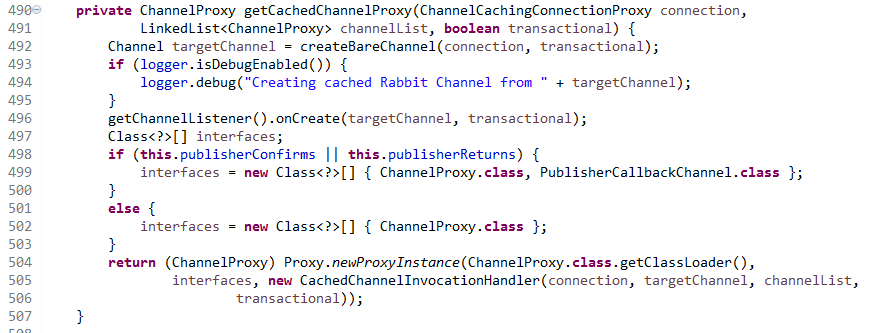 490 private ChannelProxy getCachedChannelProxy(ChannelCachingConnectionProxy connection,
491 LinkedList<ChannelProxy> channelList, boolean transactional) {
492 Channel targetChannel = createBareChannel(connection, transactional);
493 if (logger.isDebugEnabled()) {
494 logger.debug("Creating cached Rabbit Channel from " + targetChannel);
495 }
496 getChannelListener().onCreate(targetChannel, transactional);
497 Class<?>[] interfaces;
498 if (this.publisherConfirms || this.publisherReturns) {
499 interfaces = new Class<?>[] { ChannelProxy.class, PublisherCallbackChannel.class };
500 }
501 else {
502 interfaces = new Class<?>[] { ChannelProxy.class };
503 }
504 return (ChannelProxy) Proxy.newProxyInstance(ChannelProxy.class.getClassLoader(),
505 interfaces, new CachedChannelInvocationHandler(connection, targetChannel, channelList,
506 transactional));
507 }